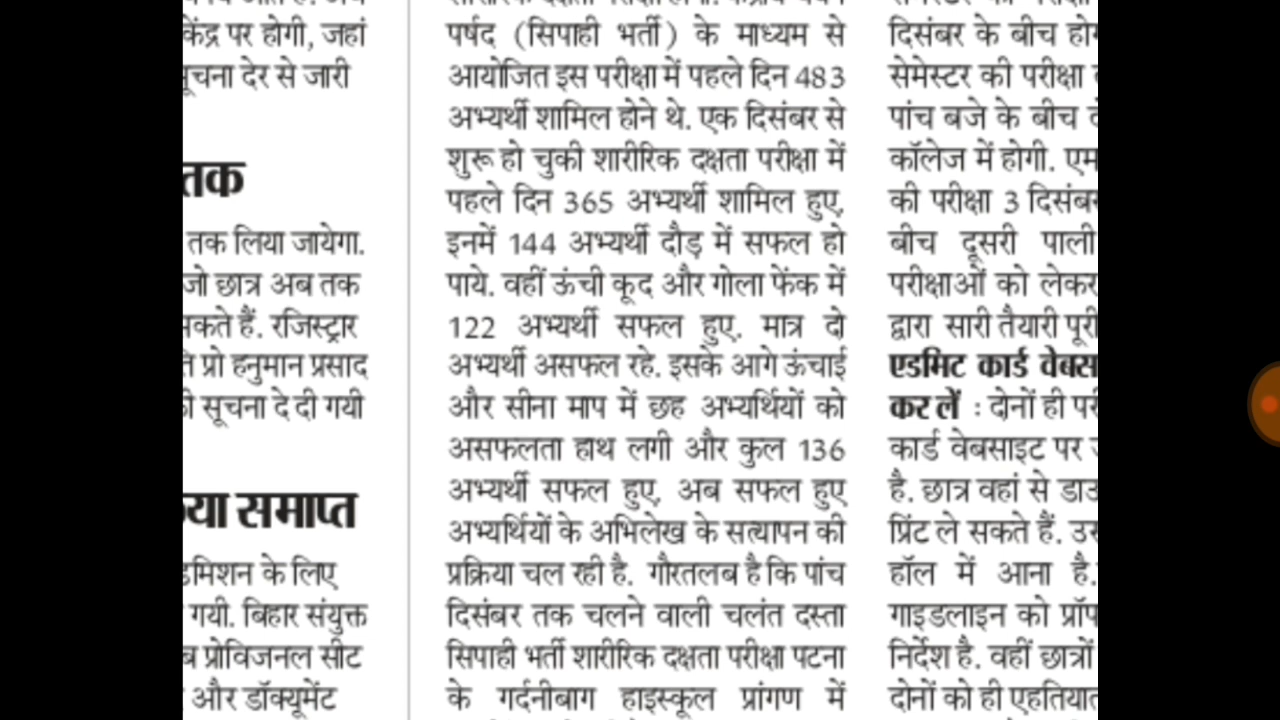 केंद्र पर होगी, जहां
सूचना देर से जारी
तक
तक लिया जायेगा.
जो छात्र अब तक
सकते हैं. रजिस्ट्रार
प्रो हनुमान प्रसाद
सूचना दे दी गयी
समाप्त
के लिए
गयी. बिहार संयुक्त
प्रोविजनल सीट
और डॉक्यूमेंट
पर्षद (सिपाही भर्ती) के माध्यम से
आयोजित इस परीक्षा में पहले दिन 483
अभ्यर्थी शामिल होने थे. एक दिसंबर से
शुरू हो चुकी शारीरिक दक्षता परीक्षा में
पहले दिन 365 अभ्यर्थी शामिल हुए.
इनमें 144 अभ्यर्थी दौड़ में सफल हो
पाये. वहीं ऊंची कूद और गोला फेंक में
122 अभ्यर्थी सफल हुए. मात्र दो
अभ्यर्थी असफल रहे. इसके आगे ऊंचाई
और सीना माप में छह अभ्यर्थियों को
असफलता हाथ लगी और कुल 136
अभ्यर्थी सफल हुए. अब सफल हुए
अभ्यर्थियों के अभिलेख के सत्यापन की
प्रक्रिया चल रही है. गौरतलब है कि पांच
दिसंबर तक चलने वाली चलंत दस्ता
सिपाही भर्ती शारीरिक दक्षता परीक्षा पटना
के गर्दनीबाग हाइस्कूल प्रांगण में
दिसंबर के बीच
सेमेस्टर की परीक्षा
पांच बजे के बीच
कॉलेज में होगी.
की परीक्षा 3 दिसंबर
बीच दूसरी पाली
परीक्षाओं को लेकर
द्वारा सारी तैयारी पूरी
एडमिट कार्ड
कर लें : दोनों ही
कार्ड वेबसाइट पर
है. छात्र वहां से
प्रिंट ले सकते हैं.
हॉल में आना है.
गाइडलाइन को
निर्देश है. वहीं छात्रों
दोनों को ही